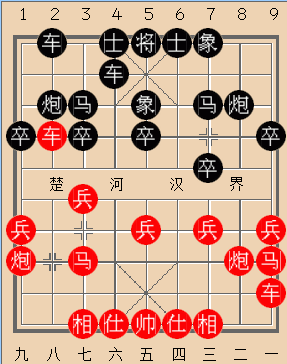 1 2 3 4 5 6 7 8 9
车 士 将 士 象
车
炮 马 象 马 炮
卒 车 卒 卒 卒
卒
楚 河 汉 界
兵
兵 兵 兵 兵
炮 马 炮 马
车
相 仕 帅 仕 相
九 八 七 六 五 四 三 二 一